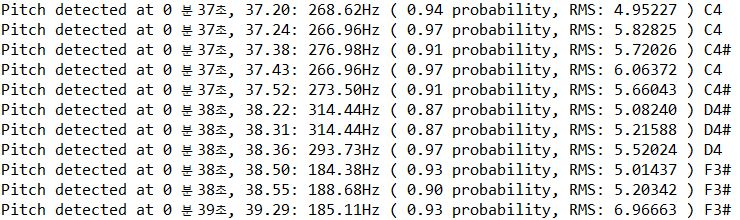 Pitch detected at 0 분 37초, 37.20: 268.62Hz ( 0.94 probability, RMS: 4.95227 ) C4
Pitch detected at 0 분 37초, 37.24: 266.96Hz ( 0.97 probability, RMS: 5.82825 ) C4
Pitch detected at 0 분 37초, 37.38: 276.98Hz ( 0.91 probability, RMS: 5.72026 ) C4#
Pitch detected at 0 분 37초, 37.43: 266.96Hz ( 0.97 probability, RMS: 6.06372 ) C4
Pitch detected at 0 분 37초, 37.52: 273.50Hz ( 0.91 probability, RMS: 5.66043 ) C4#
Pitch detected at 0 분 38초, 38.22: 314.44Hz ( 0.87 probability, RMS: 5.08240 ) D4#
Pitch detected at 0 분 38초, 38.31: 314.44Hz ( 0.87 probability, RMS: 5.21588 ) D4#
Pitch detected at 0 분 38초, 38.36: 293.73Hz ( 0.97 probability, RMS: 5.52024 ) D4
Pitch detected at 0 분 38초, 38.50: 184.38Hz ( 0.93 probability, RMS: 5.01437 ) F3#
Pitch detected at 0 분 38초, 38.55: 188.68Hz ( 0.90 probability, RMS: 5.20342 ) F3#
Pitch detected at 0 분 39초, 39.29: 185.11Hz ( 0.93 probability, RMS: 6.96663 ) F3#